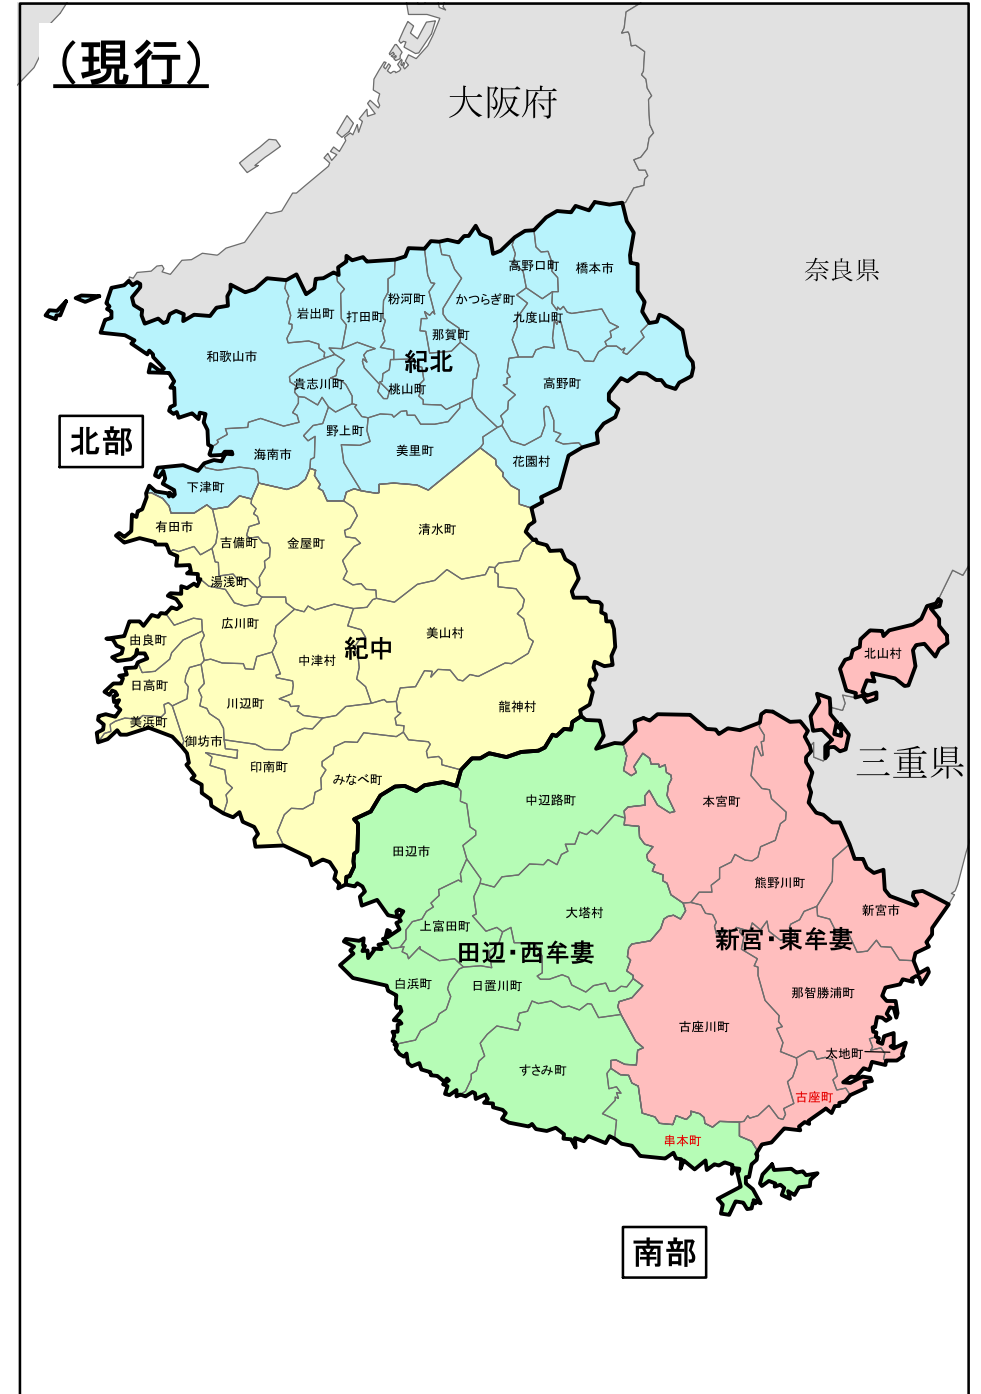 (現行)
大阪府
奈良県
高野口町
橋本市
粉河町
かつらぎ町
岩出町
打田町
九度山町
那賀町
和歌山市
紀北
貴志川町
桃山町
高野町
野上町
北部
美里町
海南市
花園村
下津町
有田市
清水町
吉備町
金屋町
湯浅町
広川町
美山村
由良町
紀中
中津村
北山村
日高町
川辺町
龍神村
美浜町
御坊市
三重県
印南町
みなべ町
中辺路町
本宮町
田辺市
熊野川町
大塔村
新宮市
上富田町
新宮・東牟婁
田辺・西牟婁
白浜町
日置川町
那智勝浦町
古座川町
太地町
すさみ町
古座町
串本町
南部